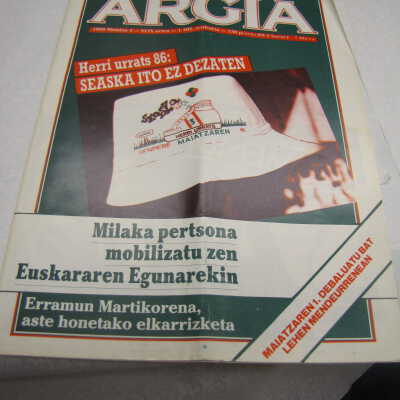 ARGIA
Herri urrats 86:
SEASKA ITO EZ DEZATEN
MAIATZAREN
Milaka pertsona
mobilizatu zen
Euskararen Egunarekin
Erramun Martikorena,
aste honetako elkarrizketa
MAIATZAREN 1, DEBALUATU BAT
LEHEN MENDEURRENEAN